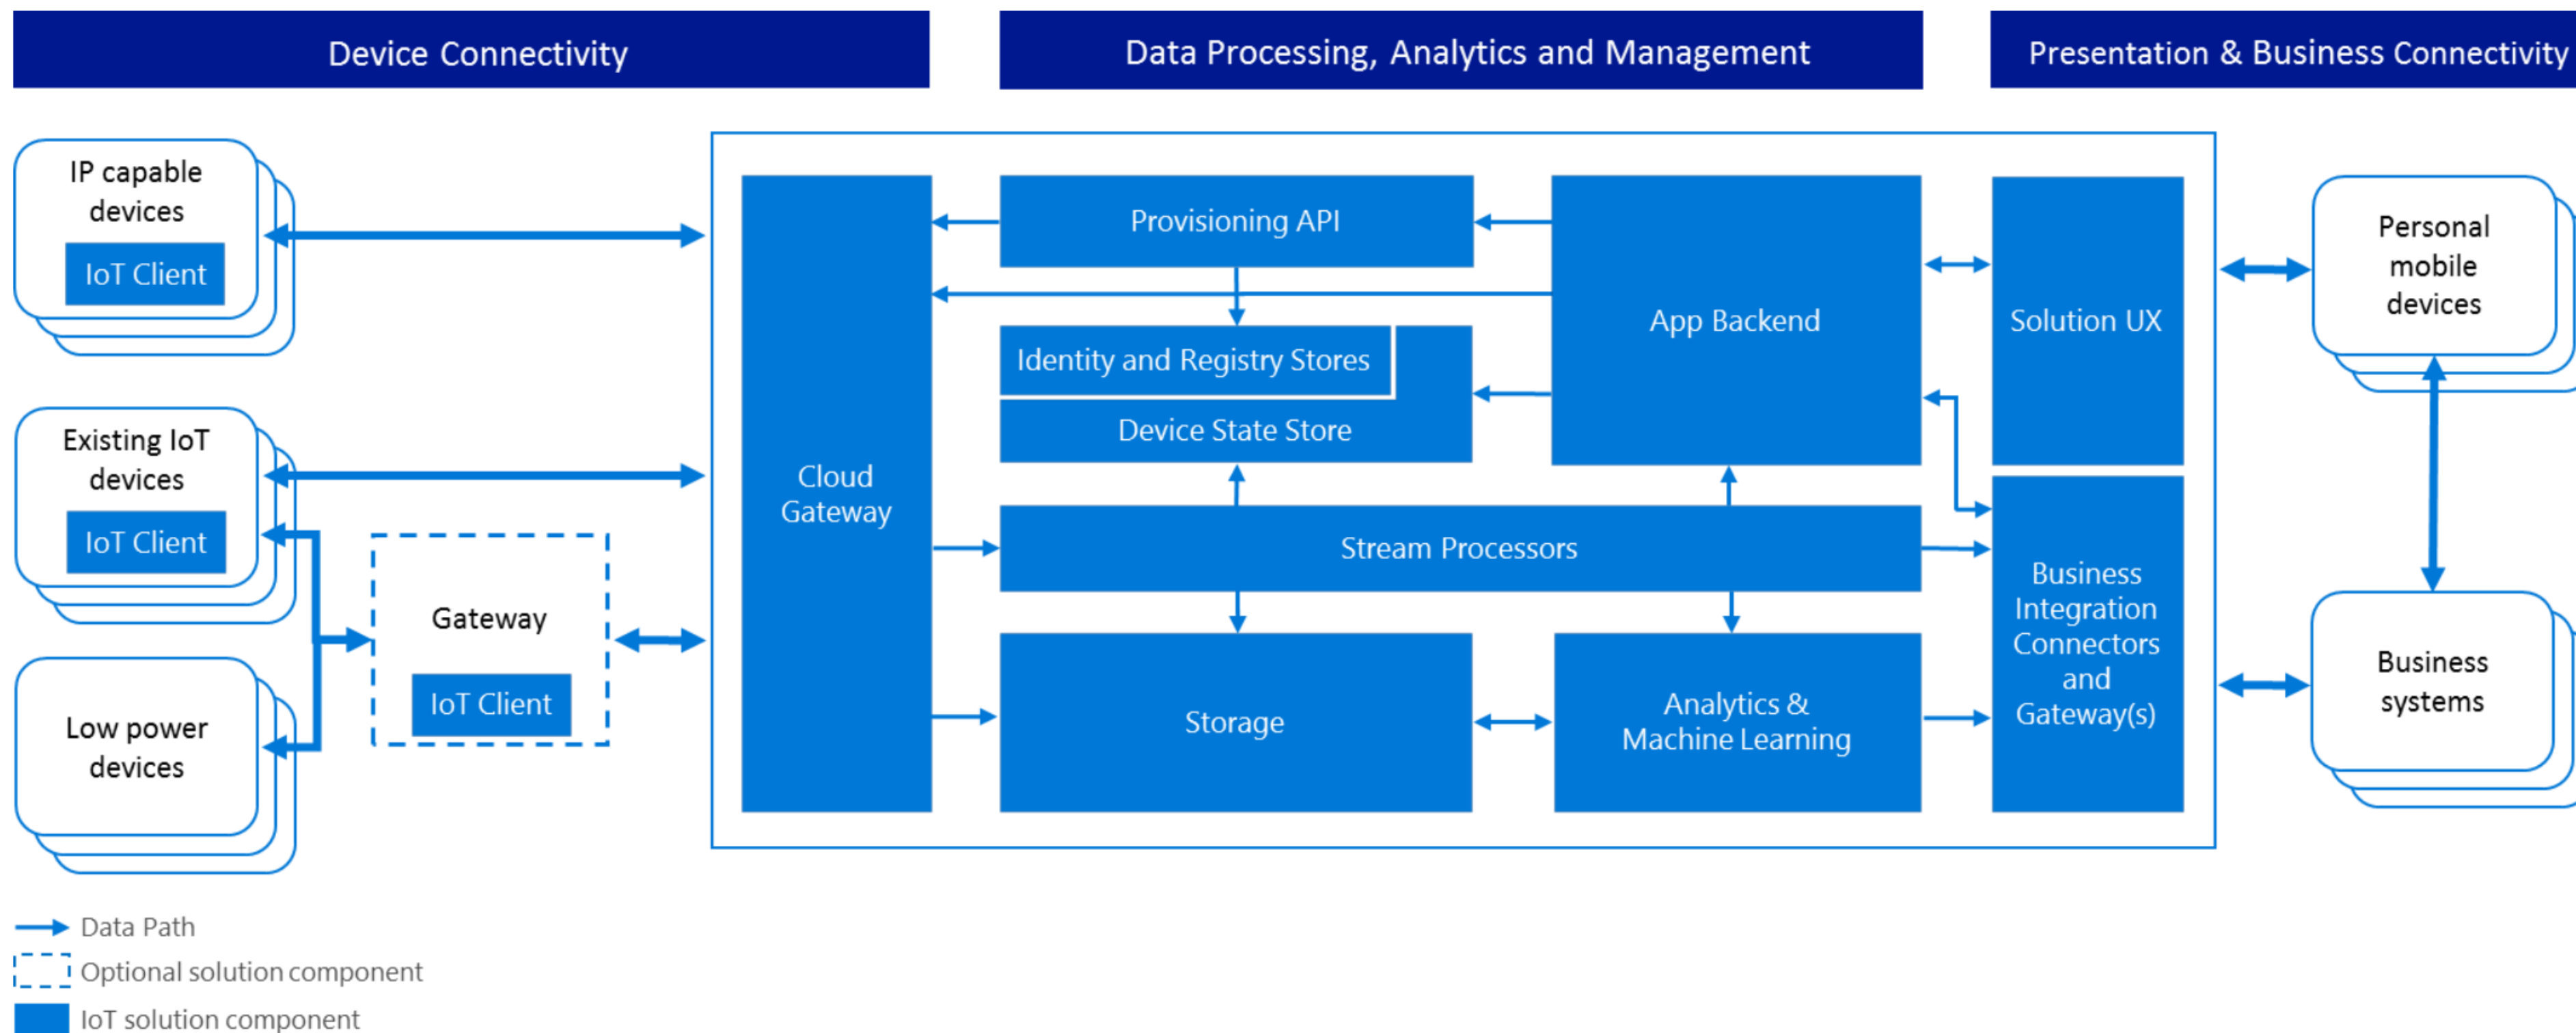 Device Connectivity
Data Processing, Analytics and Management
Presentation & Business Connectivity
IP capable
devices
IoT Client
Existing IoT
devices
IoT Client
Low power
devices
Gateway
IoT Client
Cloud
Gateway
Provisioning API
Identity and Registry Stores
Device State Store
App Backend
Stream Processors
Storage
Analytics &
Machine Learning
Solution UX
Business
Integration
Connectors
and
Gateway(s)
Personal
mobile
devices
Business
systems
Data Path
Optional solution component
IoT solution component